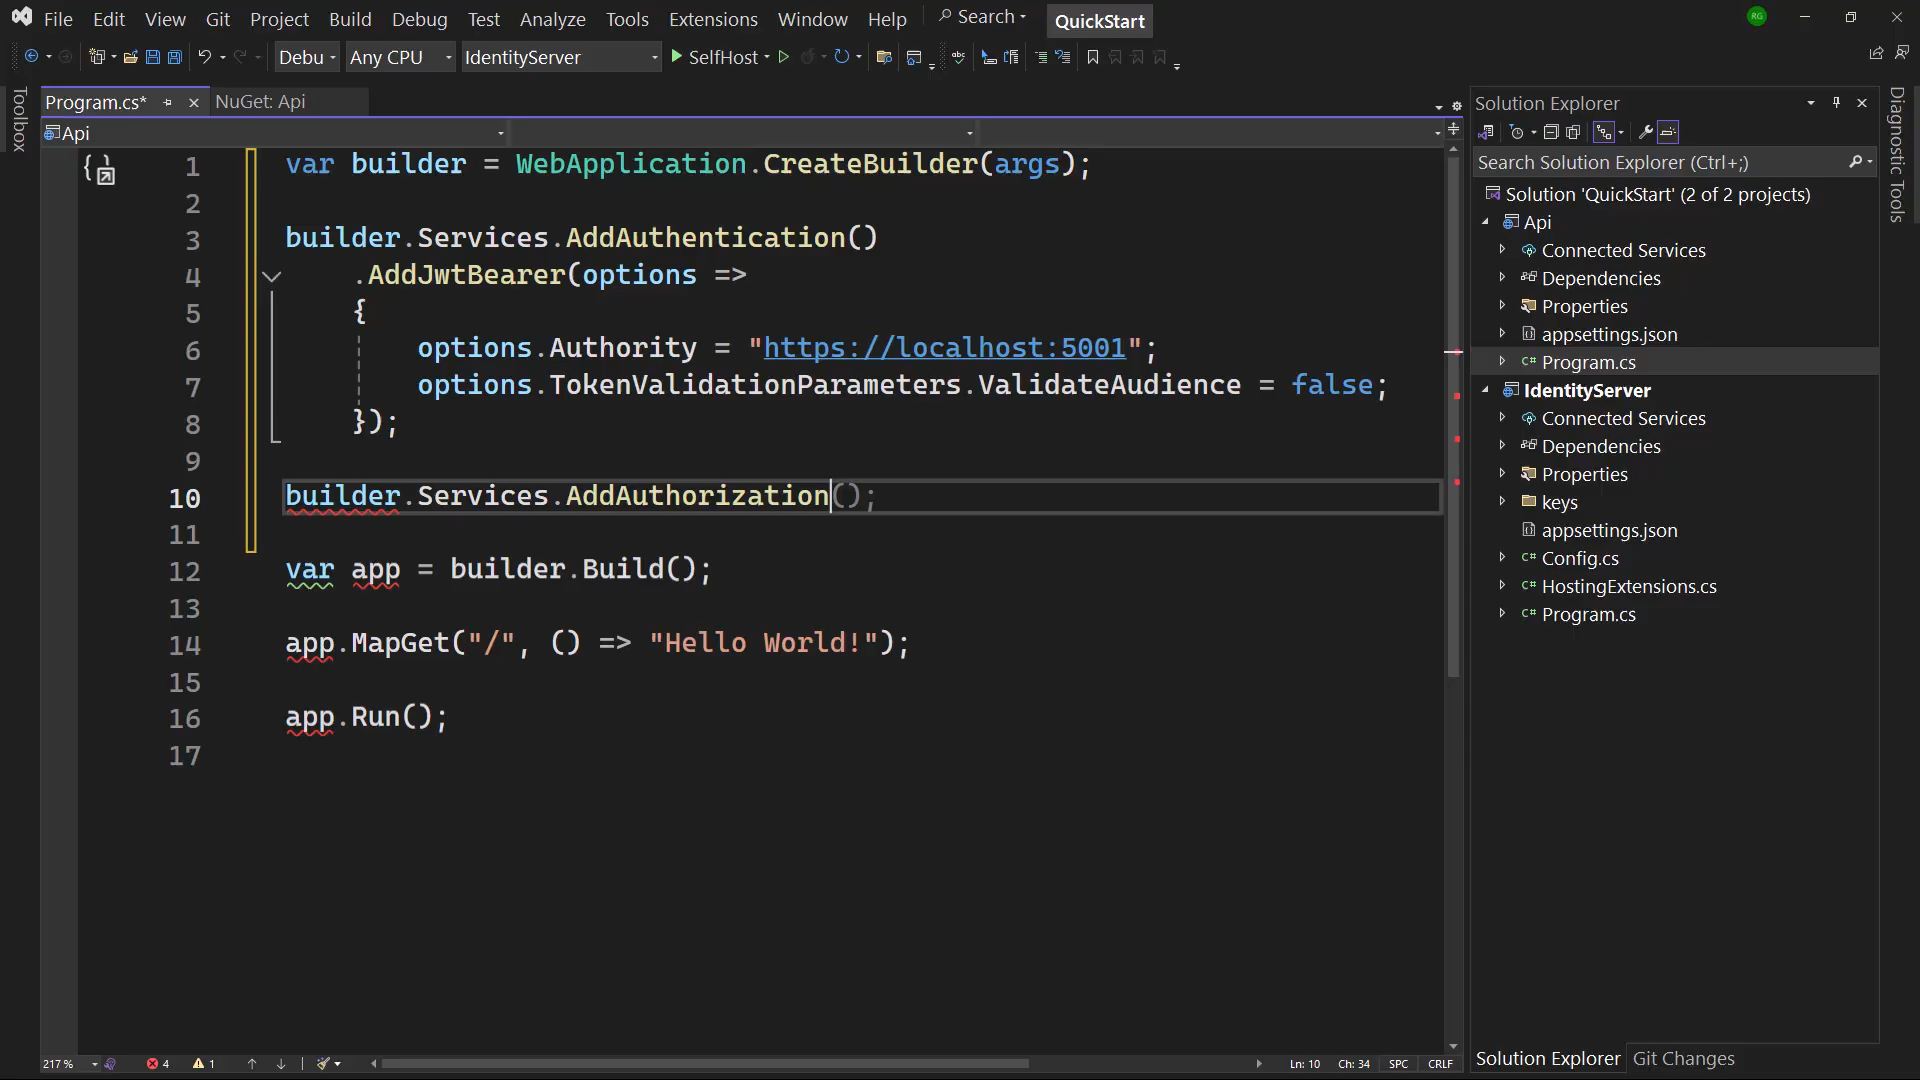 File Edit View Git Project Build Debug Test Analyze Tools Extensions Window Help Search QuickStart RG
Debu Any CPU IdentityServer SelfHost abc
Toolbox
Program.cs* NuGet: Api
Api
1 var builder = WebApplication.CreateBuilder(args);
2
3 builder.Services.AddAuthentication()
4 .AddJwtBearer(options =>
5 {
6 options.Authority = "https://localhost:5001";
7 options.TokenValidationParameters.ValidateAudience = false;
8 });
9
10 builder.Services.AddAuthorization();
11
12 var app = builder.Build();
13
14 app.MapGet("/", () => "Hello World!");
15
16 app.Run();
17
217 % 4 1 Ln: 10 Ch: 34 SPC CRLF
Solution Explorer
Search Solution Explorer (Ctrl+;)
Solution 'QuickStart' (2 of 2 projects)
Api
Connected Services
Dependencies
Properties
appsettings.json
C# Program.cs
IdentityServer
Connected Services
Dependencies
Properties
keys
appsettings.json
C# Config.cs
C# HostingExtensions.cs
C# Program.cs
Solution Explorer Git Changes
Diagnostic Tools